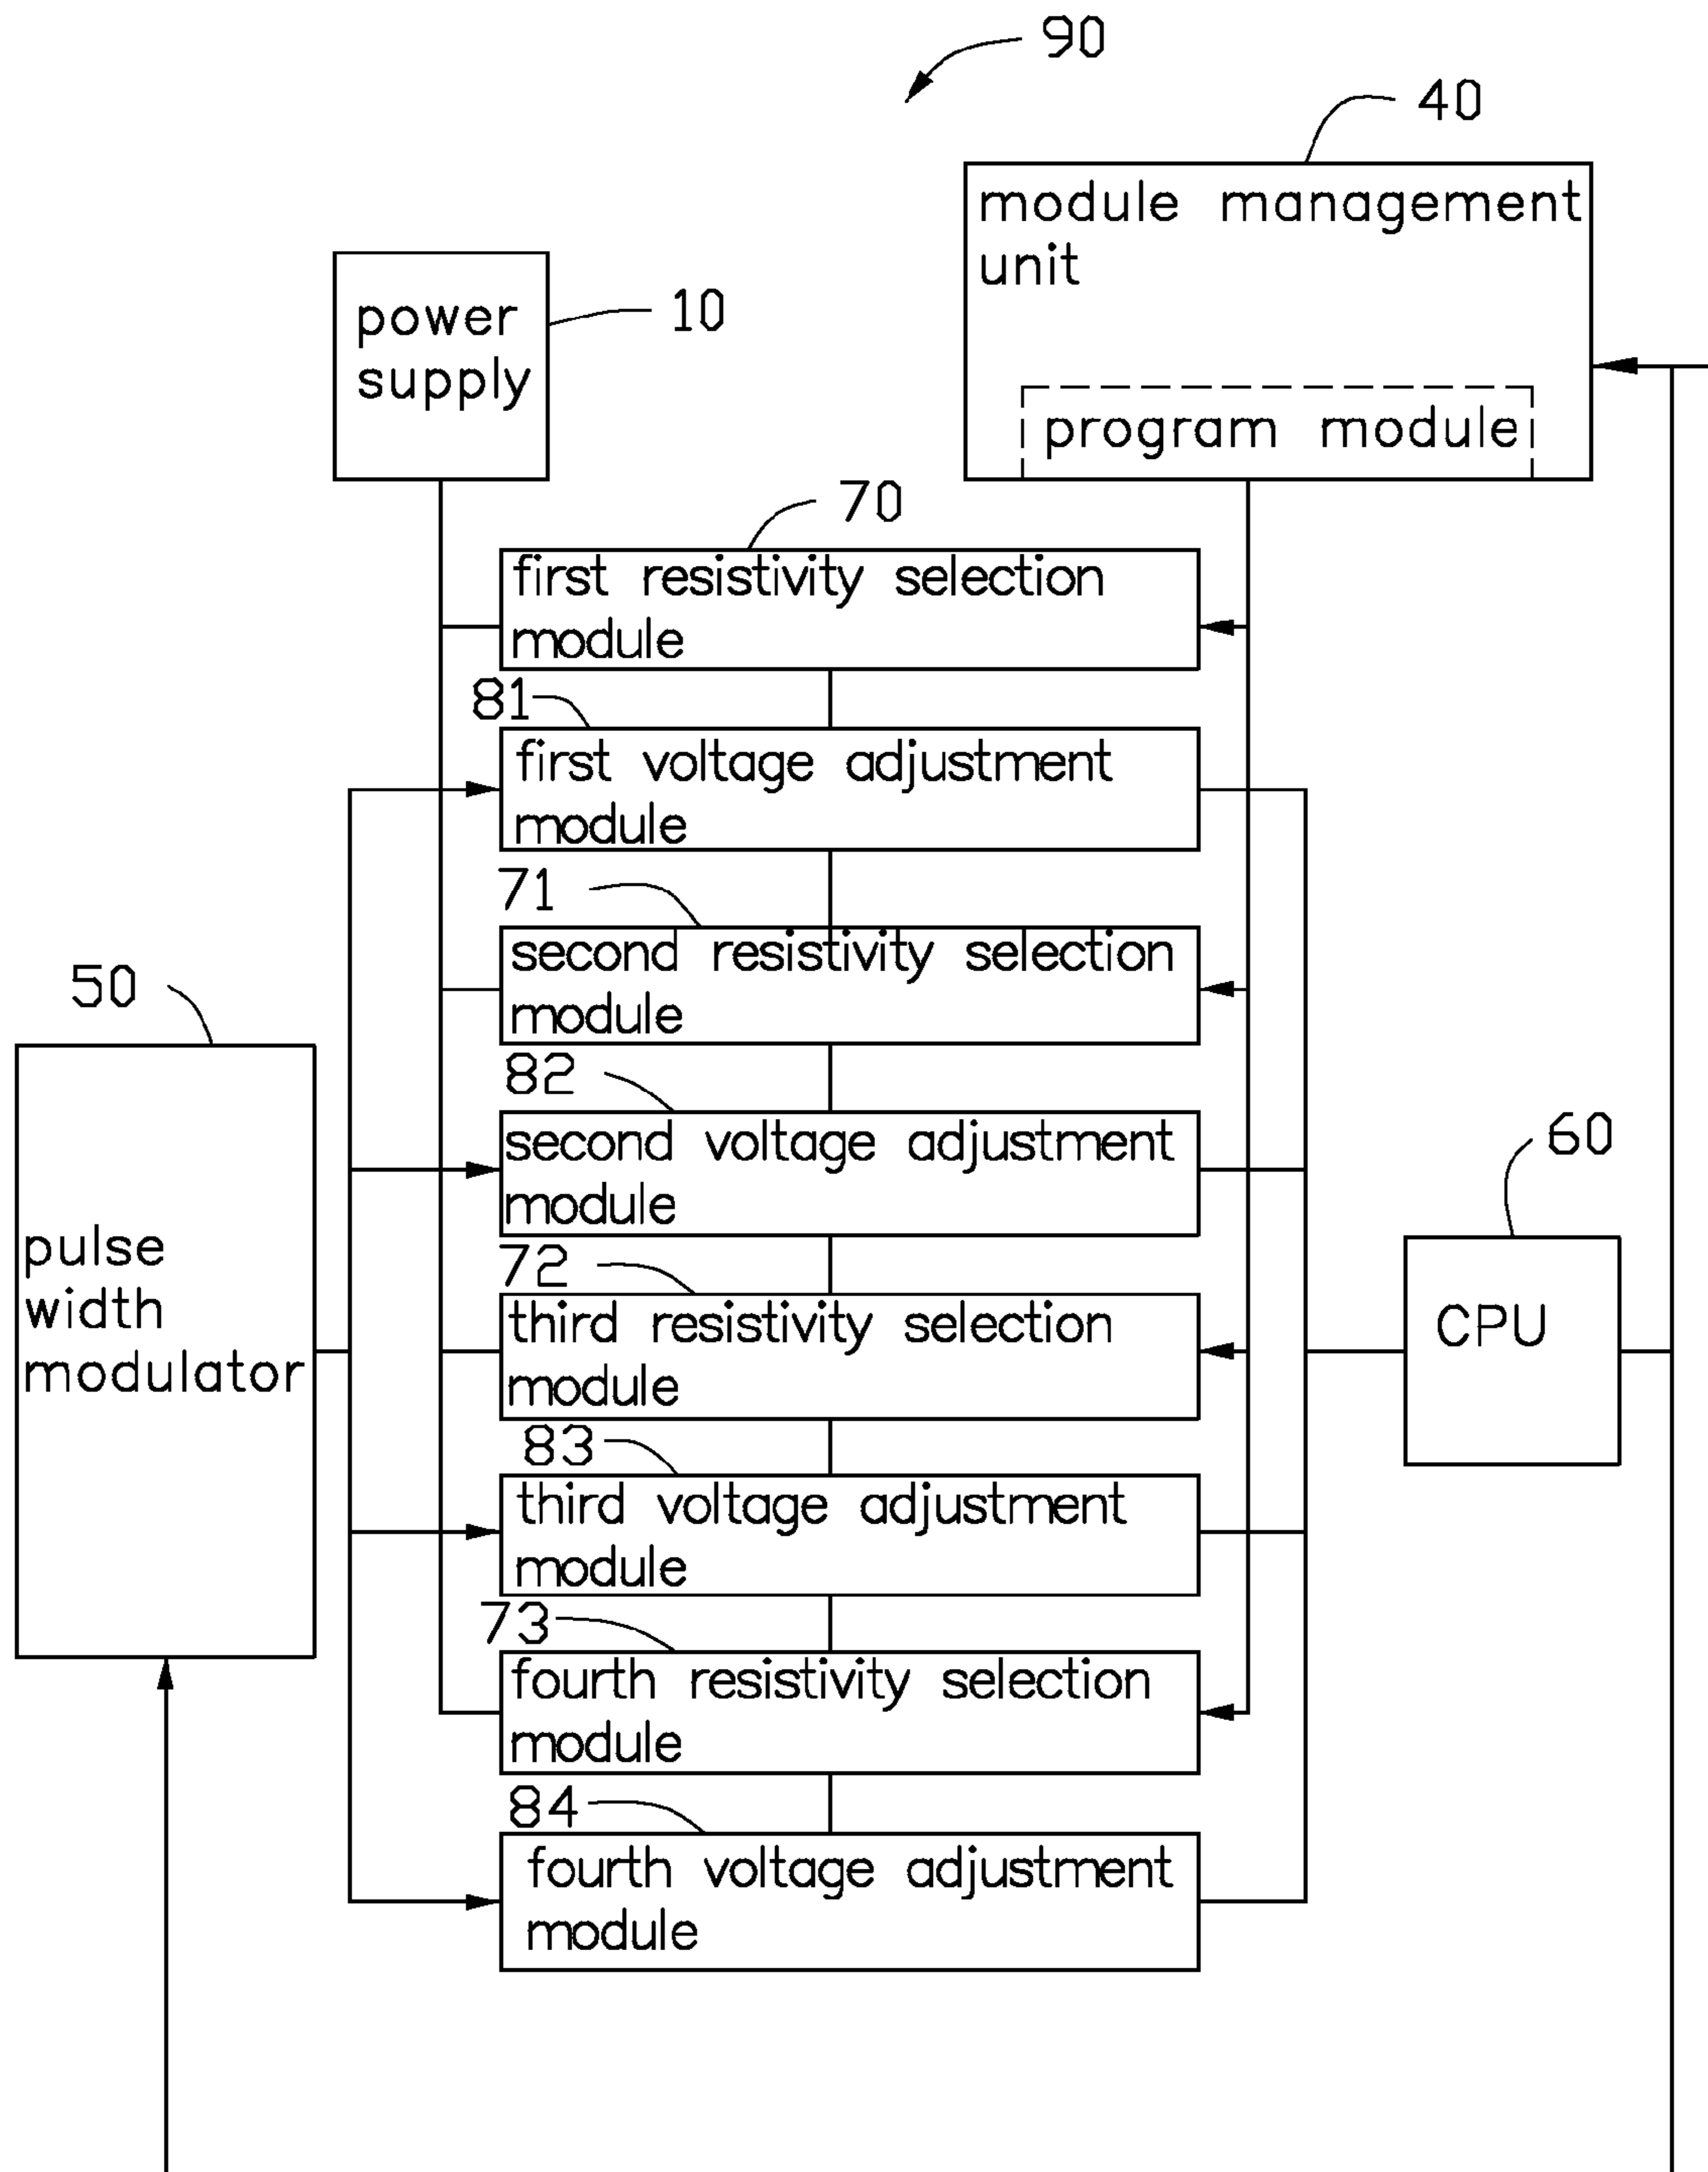 90
40
module management
unit
program module
power
supply
10
70
first resistivity selection
module
81
first voltage adjustment
module
71
second resistivity selection
module
50
pulse
width
modulator
82
second voltage adjustment
module
60
CPU
72
third resistivity selection
module
83
third voltage adjustment
module
73
fourth resistivity selection
module
84
fourth voltage adjustment
module